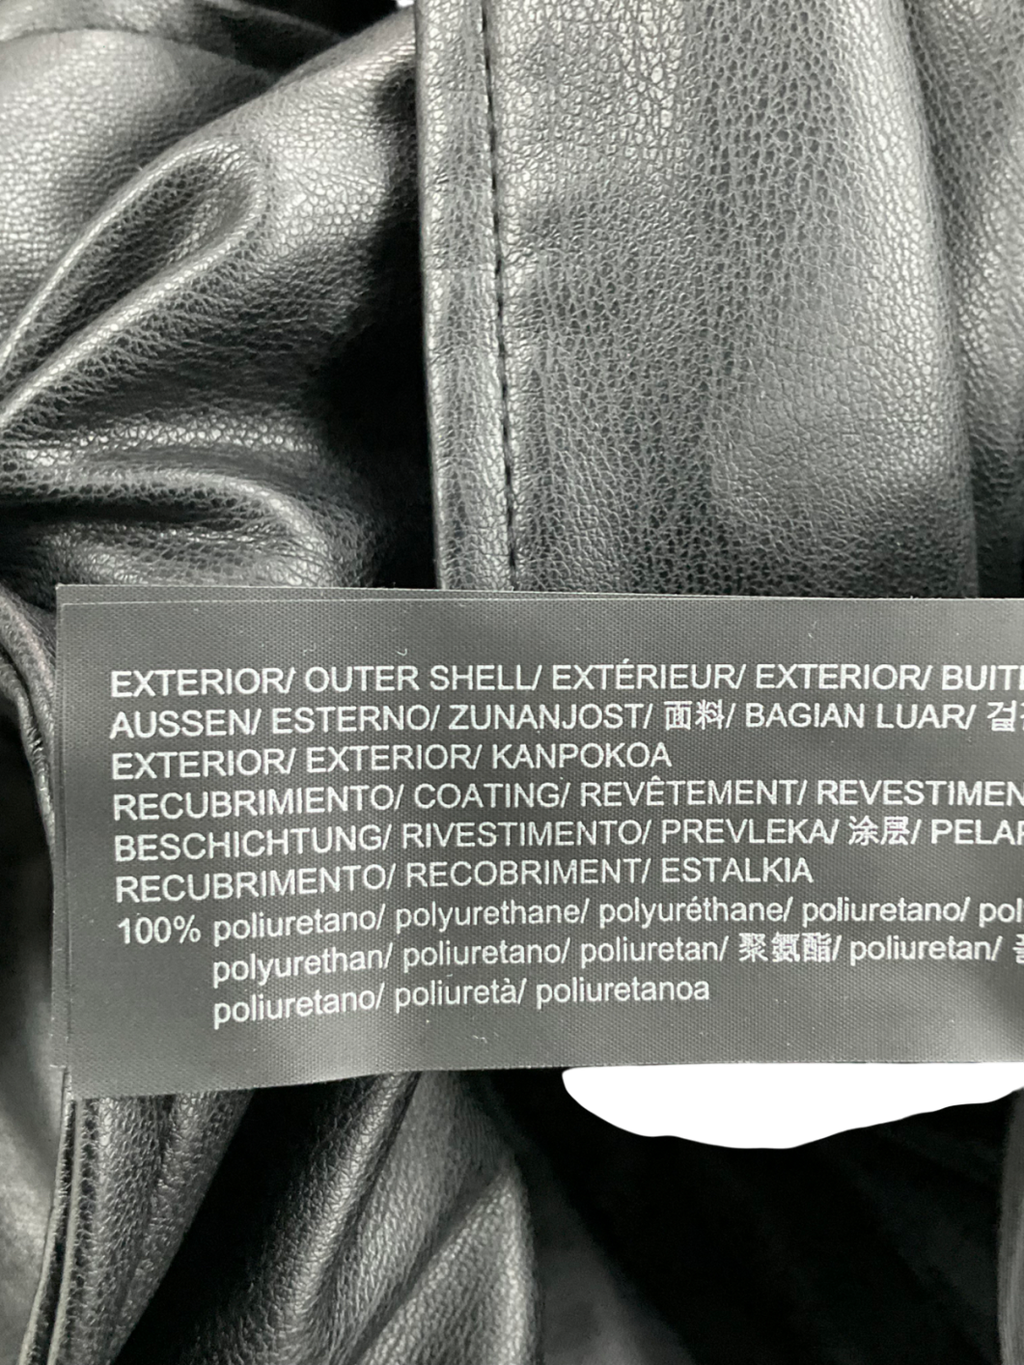 EXTERIOR/ OUTER SHELL/ EXTÉRIEUR/ EXTERIOR/
AUSSEN/ ESTERNO/ ZUNANJOST/ 面料/ BAGIAN LUAR/
EXTERIOR/ EXTERIOR/ KANPOKOA
RECUBRIMIENTO/ COATING/ REVÊTEMENT/
BESCHICHTUNG/ RIVESTIMENTO/ PREVLEKA/ 涂层/
RECUBRIMENTO/ RECOBRIMENT/ ESTALKIA
100% poliuretano/ polyurethane/ polyuréthane/ poliuretano/
polyurethan/ poliuretano/ poliuretan/ 聚氨酯/ poliuretan/
poliuretano/ poliuretà/ poliuretanoa